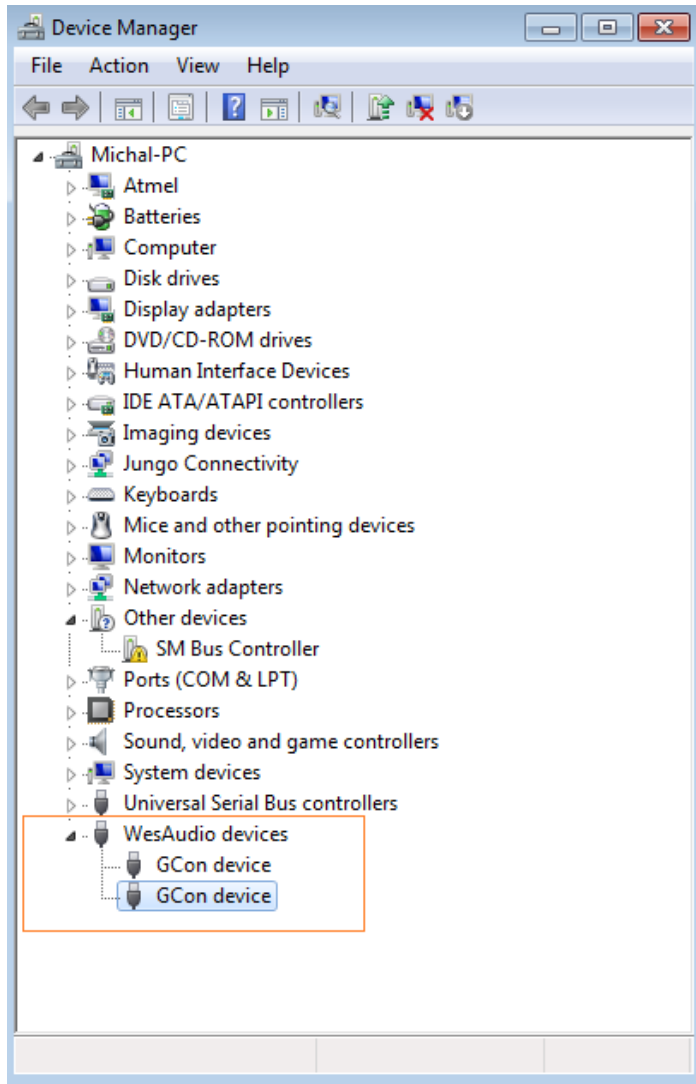 Device Manager
File Action View Help
Michal-PC
Atmel
Batteries
Computer
Disk drives
Display adapters
DVD/CD-ROM drives
Human Interface Devices
IDE ATA/ATAPI controllers
Imaging devices
Jungo Connectivity
Keyboards
Mice and other pointing devices
Monitors
Network adapters
Other devices
SM Bus Controller
Ports (COM & LPT)
Processors
Sound, video and game controllers
System devices
Universal Serial Bus controllers
WesAudio devices
GCon device
GCon device